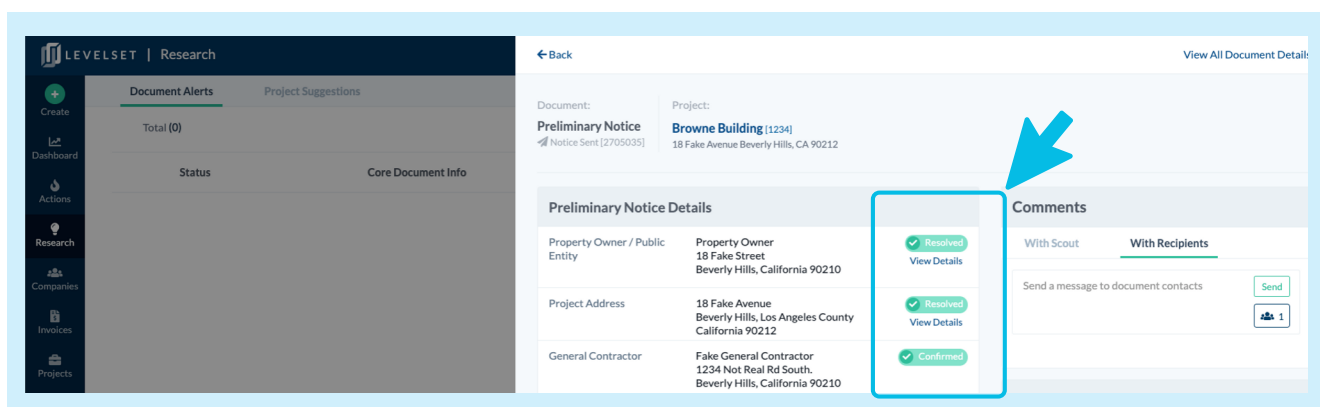 LEVELSET | Research
Create
Dashboard
Actions
Research
Companies
Invoices
Projects
Document Alerts Project Suggestions
Total (0)
Status Core Document Info
Back View All Document Details
Document: Project:
Preliminary Notice Browne Building [1234]
Notice Sent [2705035] 18 Fake Avenue Beverly Hills, CA 90212
Preliminary Notice Details
Property Owner / Public Property Owner Resolved
Entity 18 Fake Street View Details
Beverly Hills, California 90210
Project Address 18 Fake Avenue Resolved
Beverly Hills, Los Angeles County View Details
California 90212
General Contractor Fake General Contractor Confirmed
1234 Not Real Rd South.
Beverly Hills, California 90210
Comments
With Scout With Recipients
Send a message to document contacts Send
1